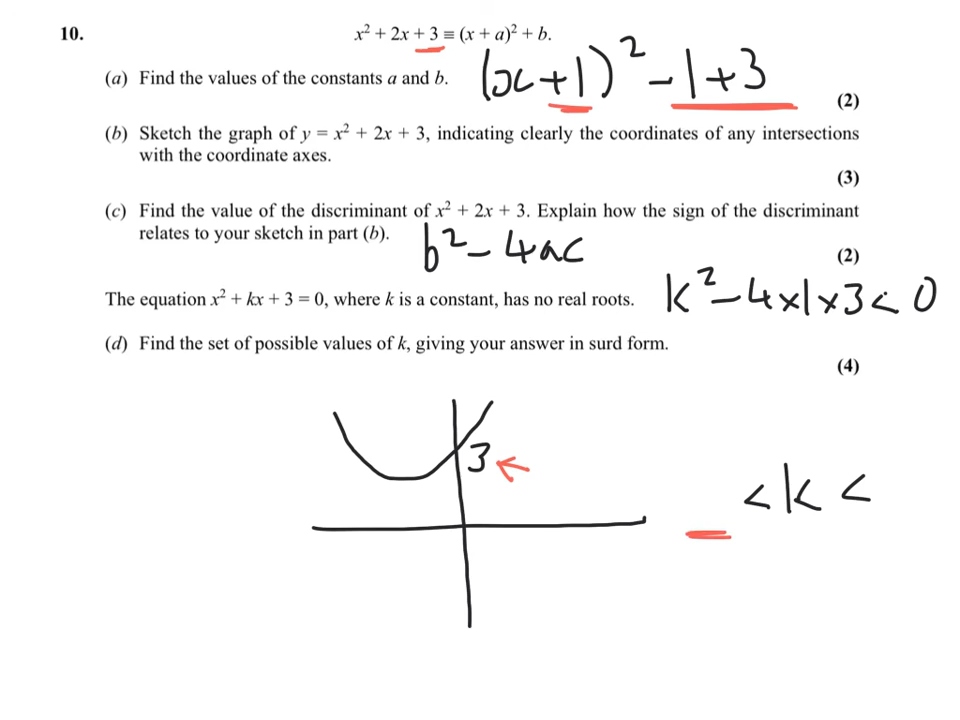 10. x² + 2x + 3 ≡ (x + a)² + b.
(a) Find the values of the constants a and b. (x+1)² - 1+3
(2)
(b) Sketch the graph of y = x² + 2x + 3, indicating clearly the coordinates of any intersections
with the coordinate axes.
(3)
(c) Find the value of the discriminant of x² + 2x + 3. Explain how the sign of the discriminant
relates to your sketch in part (b). b² - 4ac
(2)
The equation x² + kx + 3 = 0, where k is a constant, has no real roots. k² - 4x1x3 < 0
(d) Find the set of possible values of k, giving your answer in surd form.
(4)
3
< k <